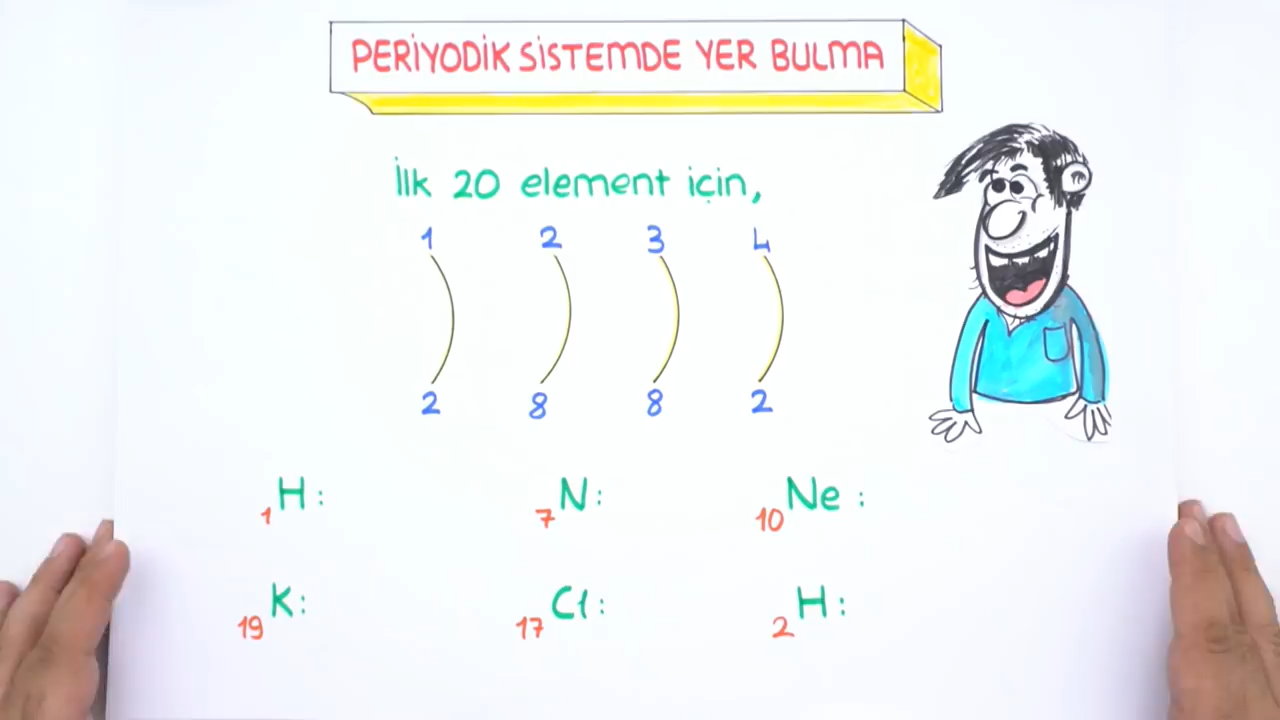 PERİYODİK SİSTEMDE YER BULMA
İlk 20 element için,
1 2 3 4
2 8 8 2
1H: 7N: 10Ne:
19K: 17Cl: 2H: